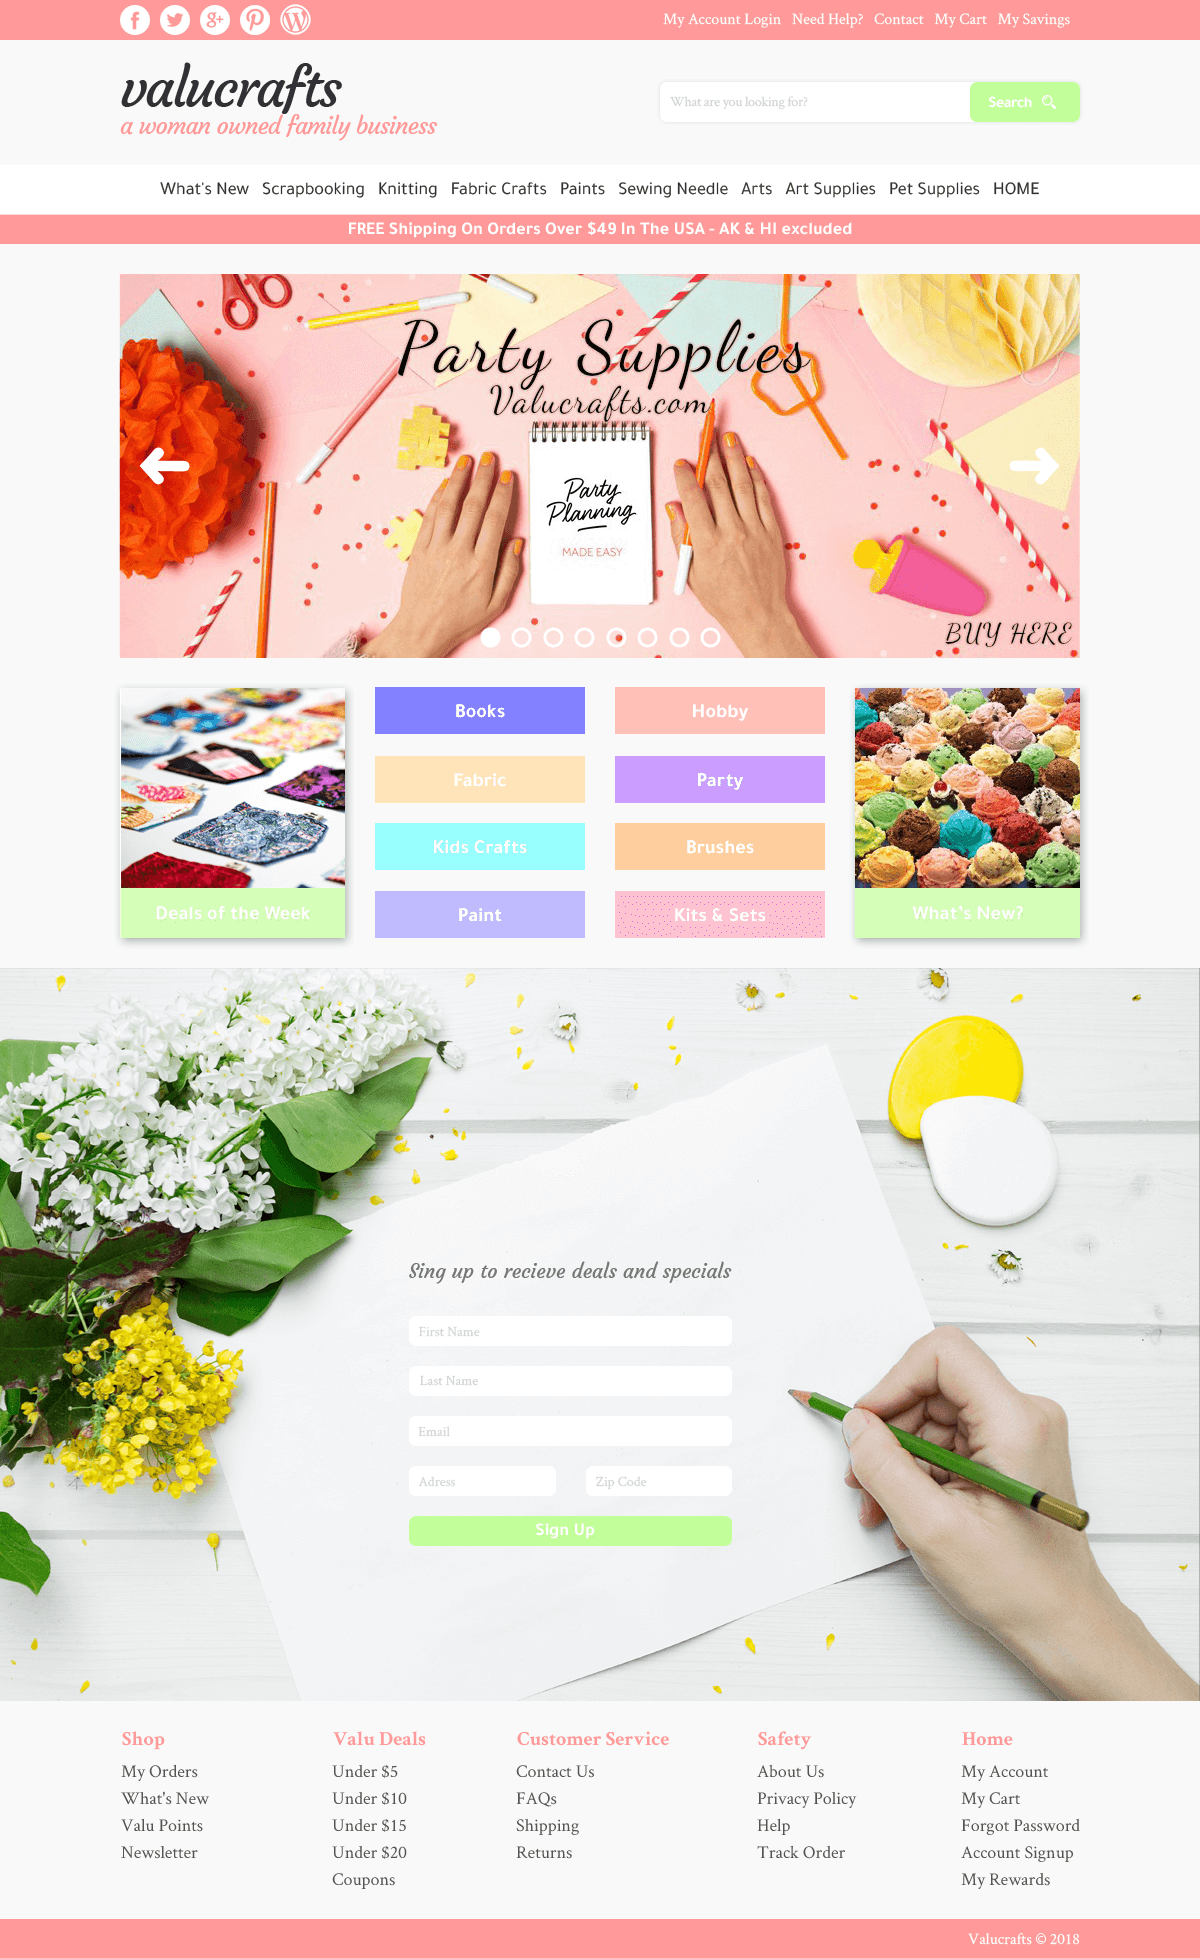 My Account Login Need Help? Contact My Cart My Savings
valucrafts
a woman owned family business
What are you looking for?
Search
What's New Scrapbooking Knitting Fabric Crafts Paints Sewing Needle Arts Art Supplies Pet Supplies HOME
FREE Shipping On Orders Over $49 In The USA - AK & HI excluded
Party Supplies
Valucrafts.com
Party
Planning
MADE EASY
BUY HERE
Books
Hobby
Fabric
Party
Kids Crafts
Brushes
Paint
Kits & Sets
Deals of the Week
What's New?
Sing up to recieve deals and specials
First Name
Last Name
Email
Adress
Zip Code
Sign Up
Shop
My Orders
What's New
Valu Points
Newsletter
Valu Deals
Under $5
Under $10
Under $15
Under $20
Coupons
Customer Service
Contact Us
FAQs
Shipping
Returns
Safety
About Us
Privacy Policy
Help
Track Order
Home
My Account
My Cart
Forgot Password
Account Signup
My Rewards
Valucrafts © 2018